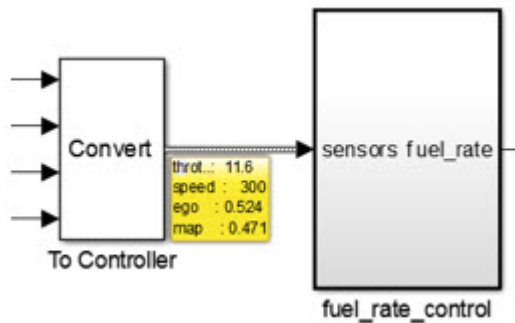 Convert
To Controller
throt..: 11.6
speed : 300
ego : 0.524
map : 0.471
sensors fuel_rate
fuel_rate_control